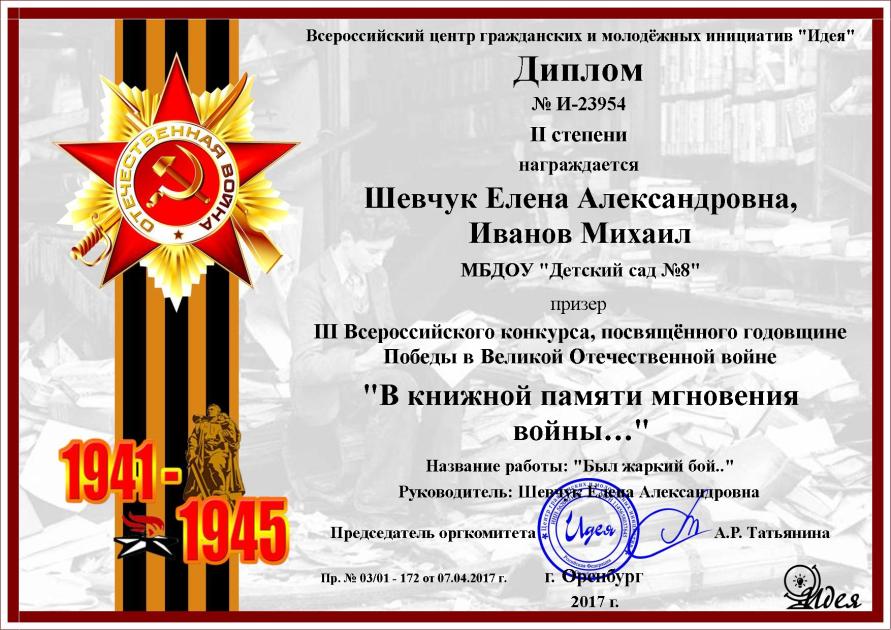 Всероссийский центр гражданских и молодёжных инициатив "Идея"
Диплом
№ И-23954
II степени
награждается
Шевчук Елена Александровна,
Иванов Михаил
МБДОУ "Детский сад №8"
призер
III Всероссийского конкурса, посвящённого годовщине
Победы в Великой Отечественной войне
"В книжной памяти мгновения
войны…"
Название работы: "Был жаркий бой.."
Руководитель: Шевчук Елена Александровна
Председатель оргкомитета
А.Р. Татьянина
Пр. № 03/01 - 172 от 07.04.2017 г.
г. Оренбург
2017 г.
ОТЕЧЕСТВЕННАЯ ВОЙНА
1941-
1945
Идея
Российская Федерация
Идея